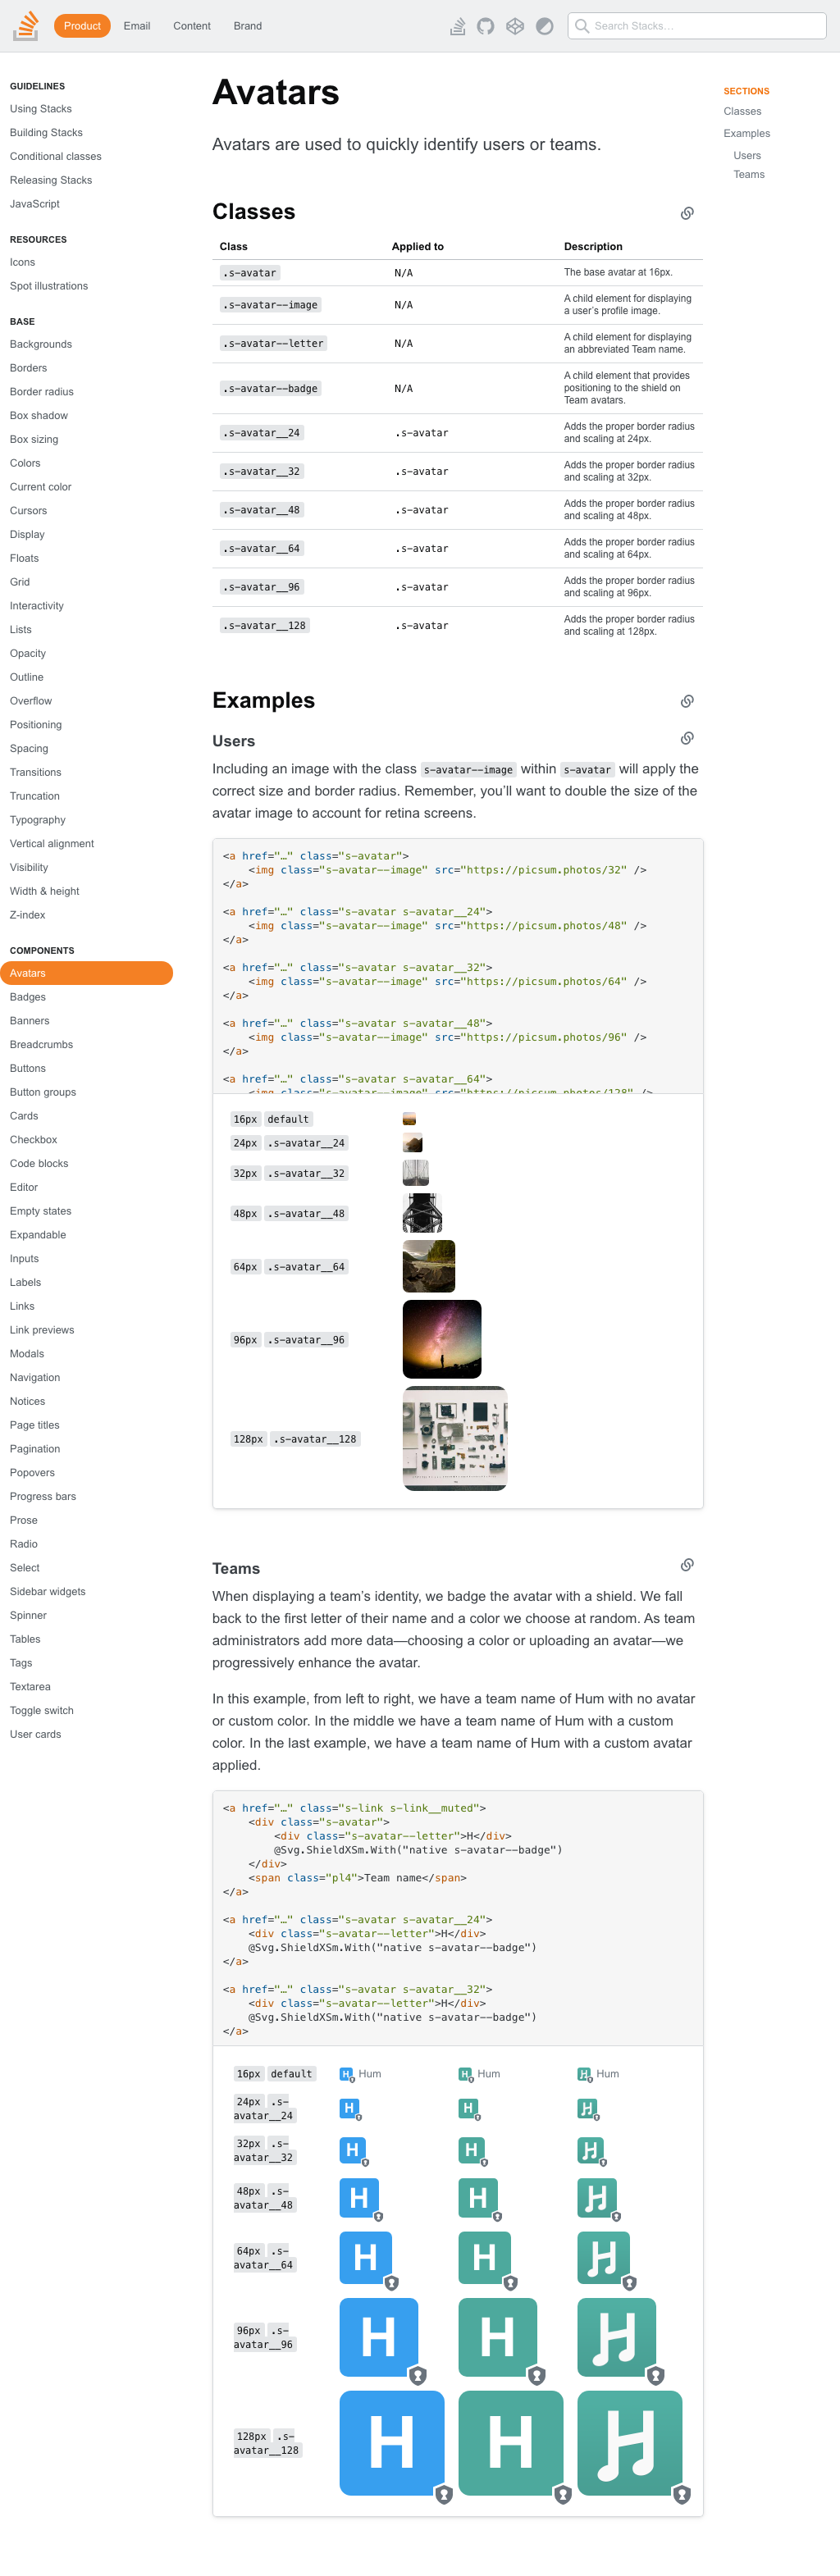 Product
Email
Content
Brand
Search Stacks…
GUIDELINES
Using Stacks
Building Stacks
Conditional classes
Releasing Stacks
JavaScript
RESOURCES
Icons
Spot illustrations
BASE
Backgrounds
Borders
Border radius
Box shadow
Box sizing
Colors
Current color
Cursors
Display
Floats
Grid
Interactivity
Lists
Opacity
Outline
Overflow
Positioning
Spacing
Transitions
Truncation
Typography
Vertical alignment
Visibility
Width & height
Z-index
COMPONENTS
Avatars
Badges
Banners
Breadcrumbs
Buttons
Button groups
Cards
Checkbox
Code blocks
Editor
Empty states
Expandable
Inputs
Labels
Links
Link previews
Modals
Navigation
Notices
Page titles
Pagination
Popovers
Progress bars
Prose
Radio
Select
Sidebar widgets
Spinner
Tables
Tags
Textarea
Toggle switch
User cards
Avatars
Avatars are used to quickly identify users or teams.
Classes
Class Applied to Description
.s-avatar N/A The base avatar at 16px.
.s-avatar--image N/A A child element for displaying
a user’s profile image.
.s-avatar--letter N/A A child element for displaying
an abbreviated Team name.
.s-avatar--badge N/A A child element that provides
positioning to the shield on
Team avatars.
.s-avatar__24 .s-avatar Adds the proper border radius
and scaling at 24px.
.s-avatar__32 .s-avatar Adds the proper border radius
and scaling at 32px.
.s-avatar__48 .s-avatar Adds the proper border radius
and scaling at 48px.
.s-avatar__64 .s-avatar Adds the proper border radius
and scaling at 64px.
.s-avatar__96 .s-avatar Adds the proper border radius
and scaling at 96px.
.s-avatar__128 .s-avatar Adds the proper border radius
and scaling at 128px.
Examples
Users
Including an image with the class s-avatar--image within s-avatar will apply the
correct size and border radius. Remember, you’ll want to double the size of the
avatar image to account for retina screens.
<a href="…" class="s-avatar">
<img class="s-avatar--image" src="https://picsum.photos/32" />
</a>
<a href="…" class="s-avatar s-avatar__24">
<img class="s-avatar--image" src="https://picsum.photos/48" />
</a>
<a href="…" class="s-avatar s-avatar__32">
<img class="s-avatar--image" src="https://picsum.photos/64" />
</a>
<a href="…" class="s-avatar s-avatar__48">
<img class="s-avatar--image" src="https://picsum.photos/96" />
</a>
<a href="…" class="s-avatar s-avatar__64">
<img class="s-avatar--image" src="https://picsum.photos/128" />
16px default
24px .s-avatar__24
32px .s-avatar__32
48px .s-avatar__48
64px .s-avatar__64
96px .s-avatar__96
128px .s-avatar__128
Teams
When displaying a team’s identity, we badge the avatar with a shield. We fall
back to the first letter of their name and a color we choose at random. As team
administrators add more data—choosing a color or uploading an avatar—we
progressively enhance the avatar.
In this example, from left to right, we have a team name of Hum with no avatar
or custom color. In the middle we have a team name of Hum with a custom
color. In the last example, we have a team name of Hum with a custom avatar
applied.
<a href="…" class="s-link s-link__muted">
<div class="s-avatar">
<div class="s-avatar--letter">H</div>
@Svg.ShieldXSm.With("native s-avatar--badge")
</div>
<span class="pl4">Team name</span>
</a>
<a href="…" class="s-avatar s-avatar__24">
<div class="s-avatar--letter">H</div>
@Svg.ShieldXSm.With("native s-avatar--badge")
</a>
<a href="…" class="s-avatar s-avatar__32">
<div class="s-avatar--letter">H</div>
@Svg.ShieldXSm.With("native s-avatar--badge")
</a>
16px default H Hum H Hum Hum
24px .s-
avatar__24 H H
32px .s-
avatar__32 H H
48px .s-
avatar__48 H H
64px .s-
avatar__64 H H
96px .s-
avatar__96 H H
128px .s-
avatar__128 H H
SECTIONS
Classes
Examples
Users
Teams